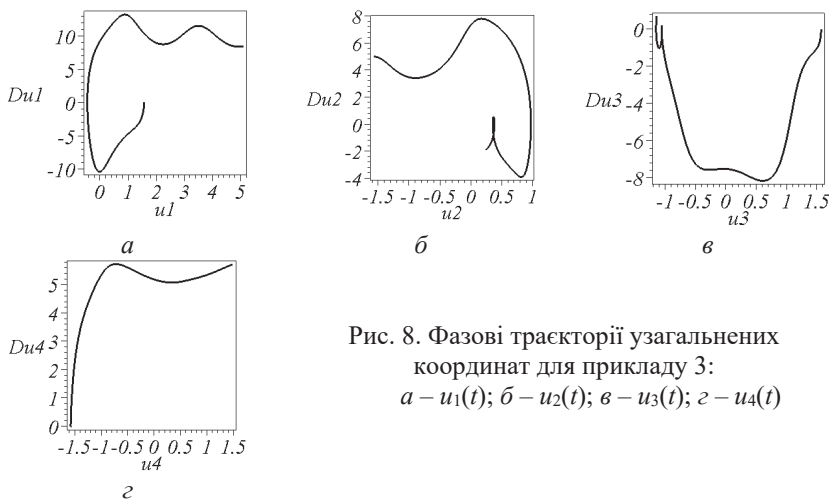 10
5
Du1 0
-5
-10
0 1 2 3 4 5
u1
а
8
6
4
Du2
2
0
-2
-4
-1.5 -1 -0.5 0 0.5 1
u2
б
0
-2
Du3 -4
-6
-8
-1 -0.5 0 0.5 1 1.5
u3
в
5
4
Du4 3
2
1
0
-1.5 -1 -0.5 0 0.5 1 1.5
u4
г
Рис. 8. Фазові траєкторії узагальнених
координат для прикладу 3:
а – u1(t); б – u2(t); в – u3(t); г – u4(t)